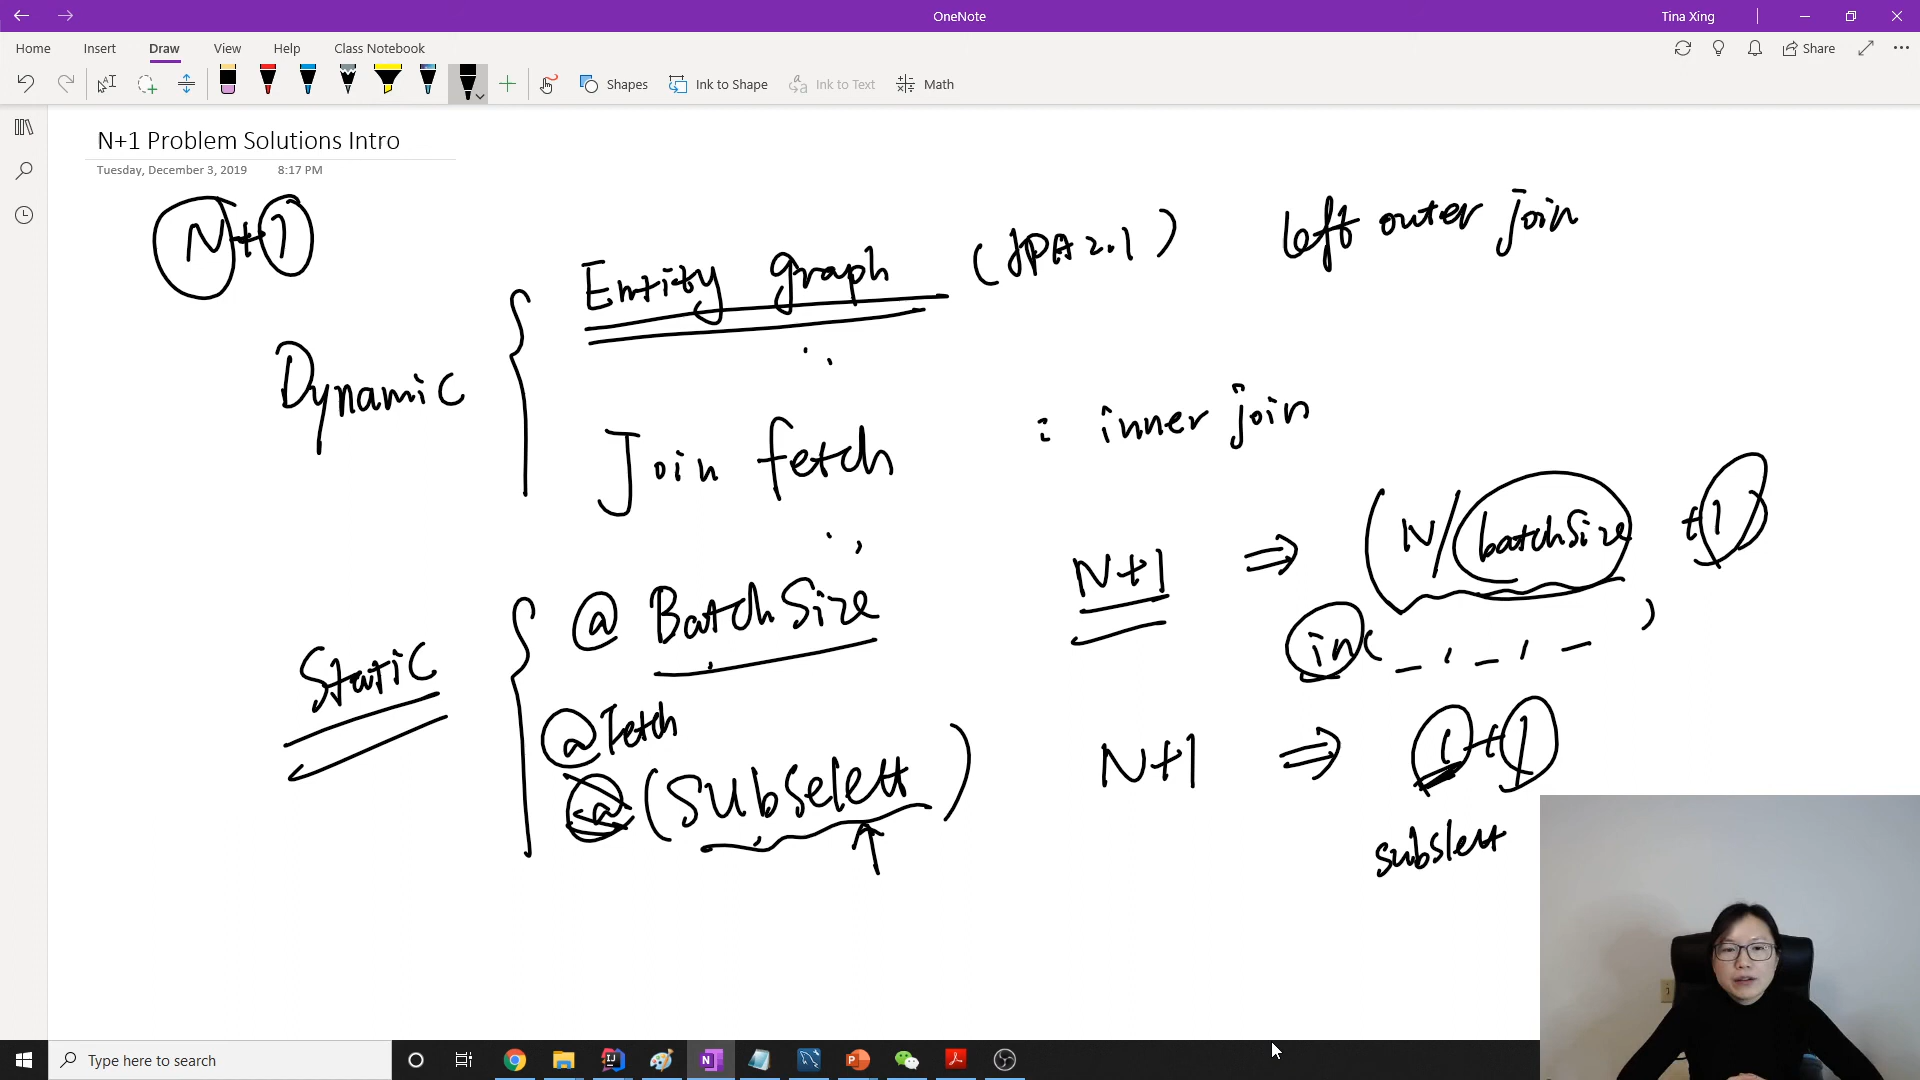 OneNote
Tina Xing
Home Insert Draw View Help Class Notebook
Share
Shapes Ink to Shape Ink to Text Math
N+1 Problem Solutions Intro
Tuesday, December 3, 2019 8:17 PM
N+1
Entity graph (JPA 2.1) left outer join
Dynamic
Join fetch : inner join
N+1 ⇒ (N/batchSize) +1
@ BatchSize
in( _ , _ , _ )
Static
@Fetch
(Subselect) N+1 ⇒ 1+1
subslect
Type here to search